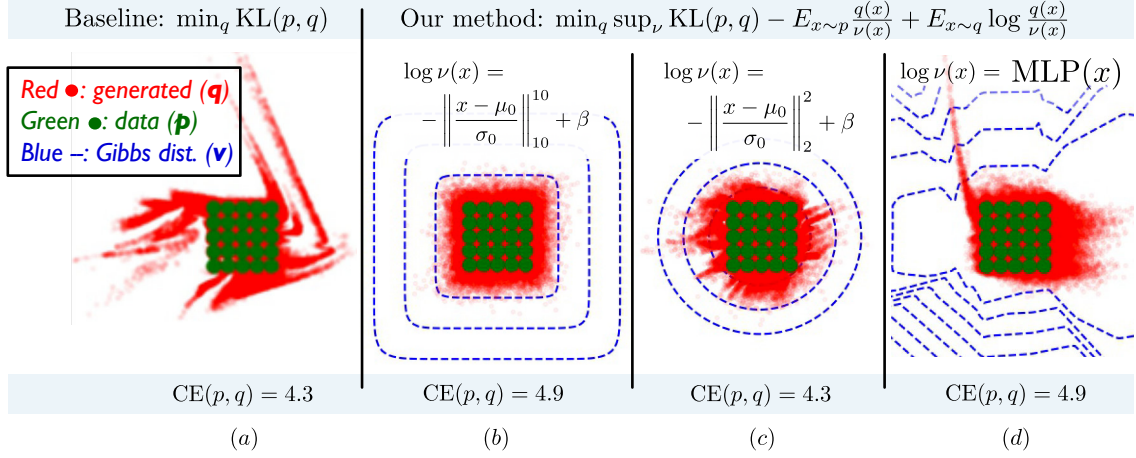 Baseline: min_q KL(p, q)
Our method: min_q sup_ν KL(p, q) − E_{x∼p} q(x)/ν(x) + E_{x∼q} log q(x)/ν(x)
Red ●: generated (q)
Green ●: data (p)
Blue –: Gibbs dist. (v)
log ν(x) =
− ‖ (x − μ_0)/σ_0 ‖_10^10 + β
log ν(x) =
− ‖ (x − μ_0)/σ_0 ‖_2^2 + β
log ν(x) = MLP(x)
CE(p, q) = 4.3
CE(p, q) = 4.9
CE(p, q) = 4.3
CE(p, q) = 4.9
(a)
(b)
(c)
(d)